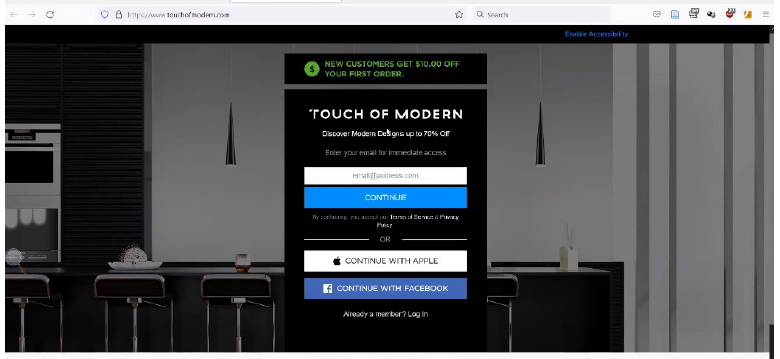 https://www.touchofmodern.com
Search
Enable Accessibility
NEW CUSTOMERS GET $10.00 OFF
YOUR FIRST ORDER.
TOUCH OF MODERN
Discover Modern Designs up to 70% Off
Enter your email for immediate access
email@address.com
CONTINUE
By continuing, you accept our Terms of Service & Privacy
Policy
OR
CONTINUE WITH APPLE
CONTINUE WITH FACEBOOK
Already a member? Log In